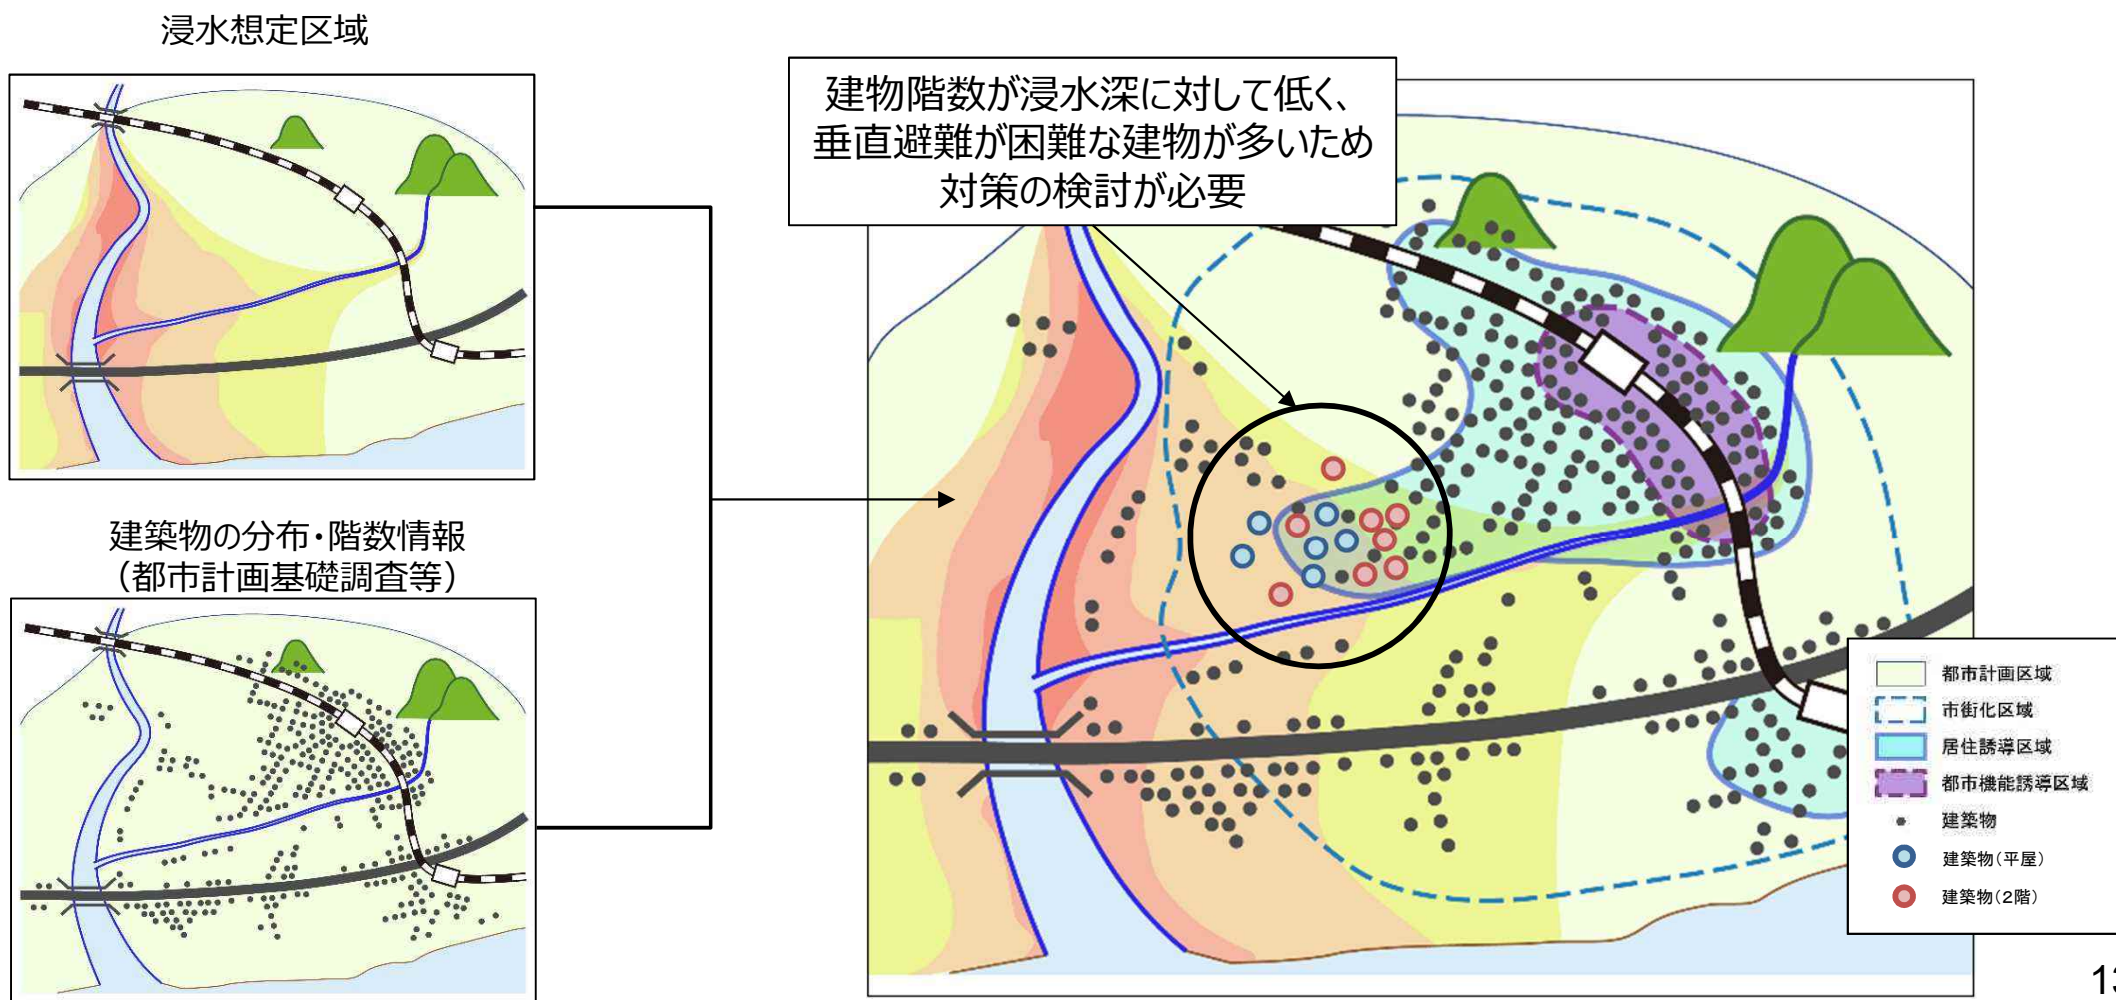 浸水想定区域
建物階数が浸水深に対して低く、
垂直避難が困難な建物が多いため
対策の検討が必要
建築物の分布・階数情報
（都市計画基礎調査等）
都市計画区域
市街化区域
居住誘導区域
都市機能誘導区域
建築物
建築物（平屋）
建築物（2階）